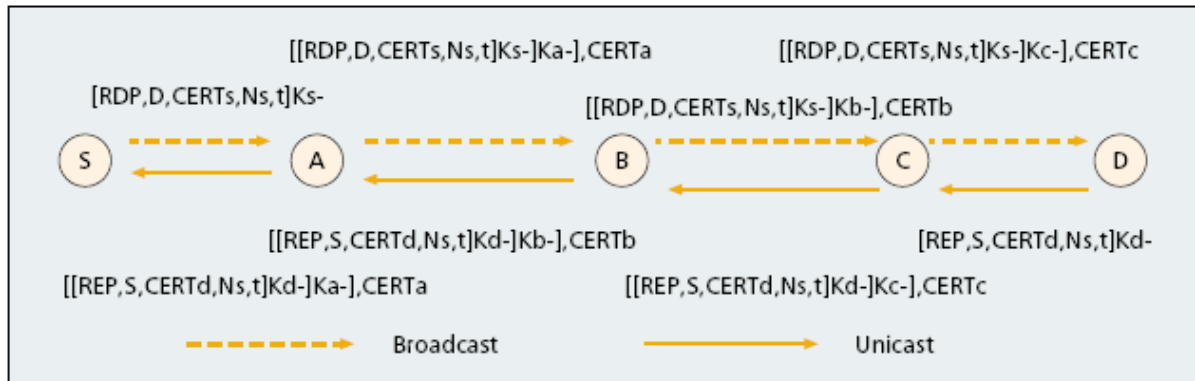 [[RDP,D,CERTs,Ns,t]Ks-]Ka-],CERTa
[[RDP,D,CERTs,Ns,t]Ks-]Kc-],CERTc
[RDP,D,CERTs,Ns,t]Ks-
[[RDP,D,CERTs,Ns,t]Ks-]Kb-],CERTb
S
A
B
C
D
[[REP,S,CERTd,Ns,t]Kd-]Kb-],CERTb
[REP,S,CERTd,Ns,t]Kd-
[[REP,S,CERTd,Ns,t]Kd-]Ka-],CERTa
[[REP,S,CERTd,Ns,t]Kd-]Kc-],CERTc
Broadcast
Unicast